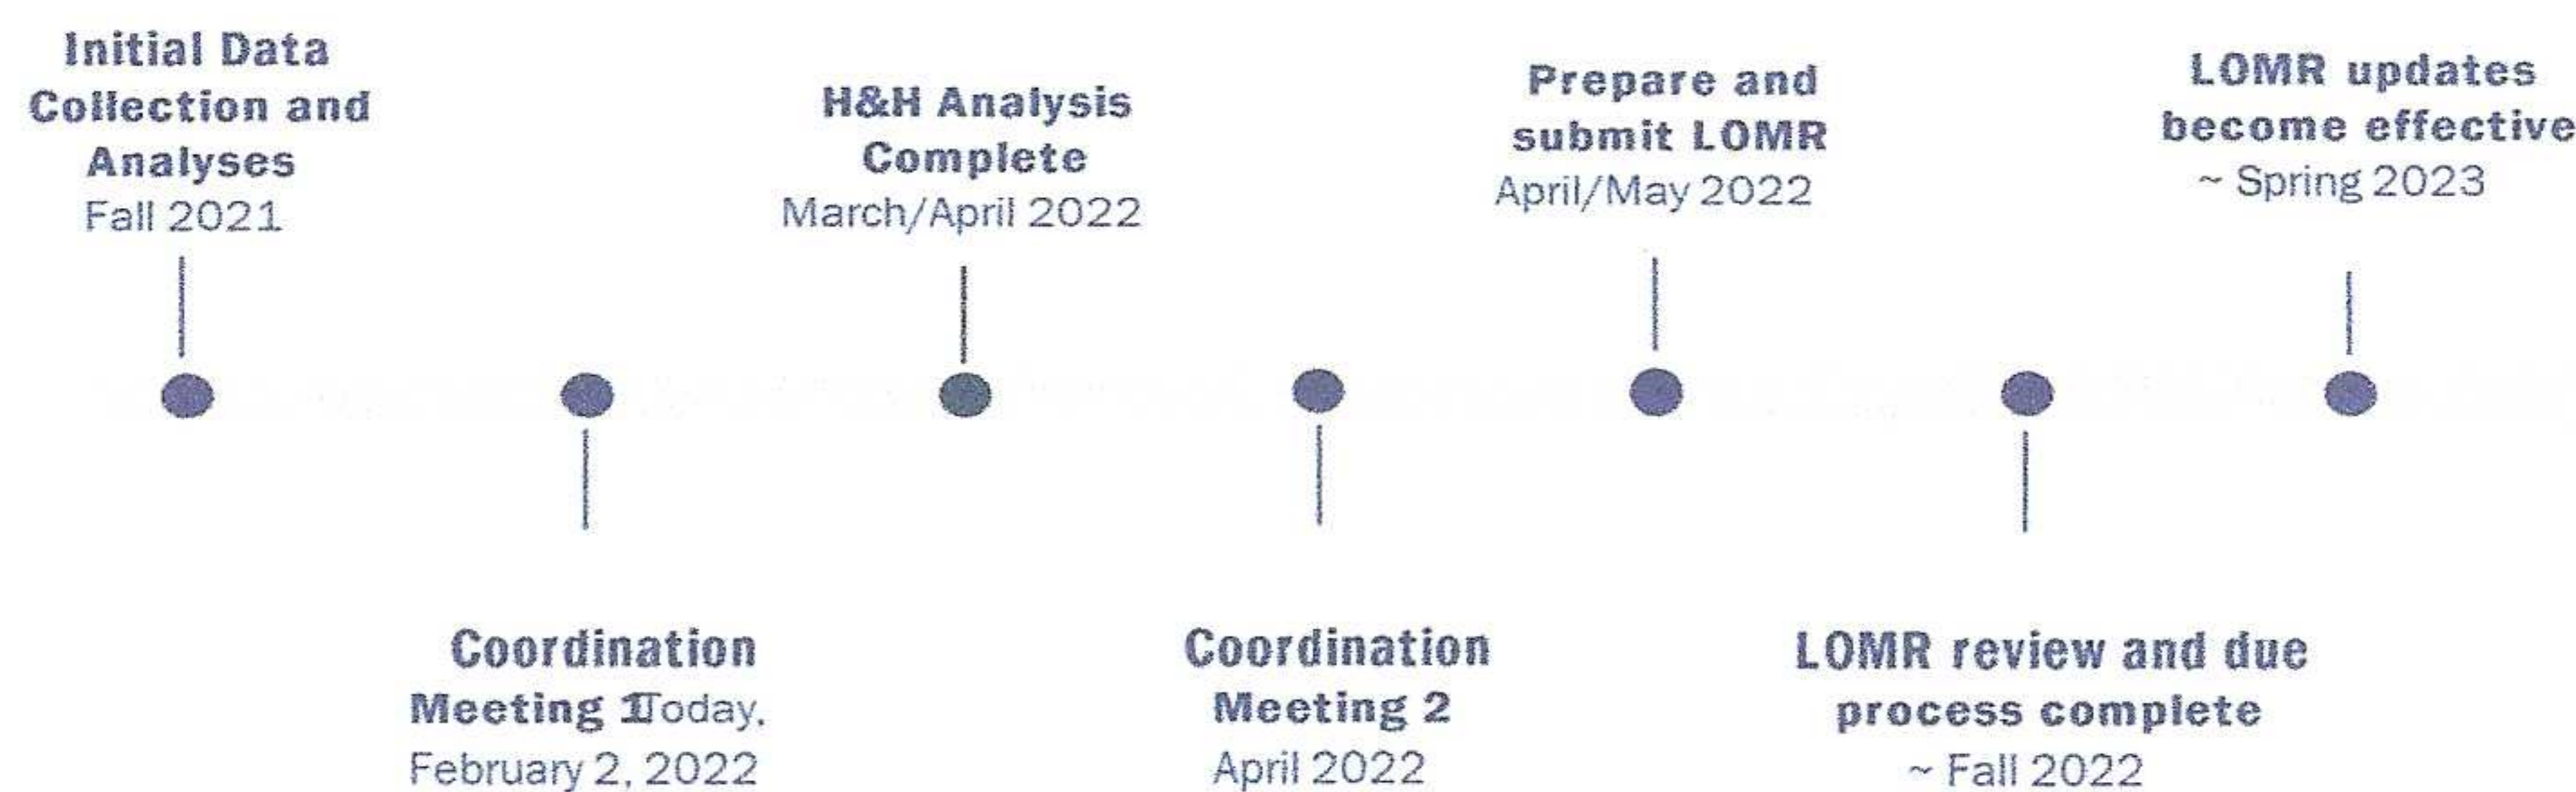 Initial Data
Collection and
Analyses
Fall 2021
Coordination
Meeting 1Today,
February 2, 2022
H&H Analysis
Complete
March/April 2022
Coordination
Meeting 2
April 2022
Prepare and
submit LOMR
April/May 2022
LOMR review and due
process complete
~ Fall 2022
LOMR updates
become effective
~ Spring 2023